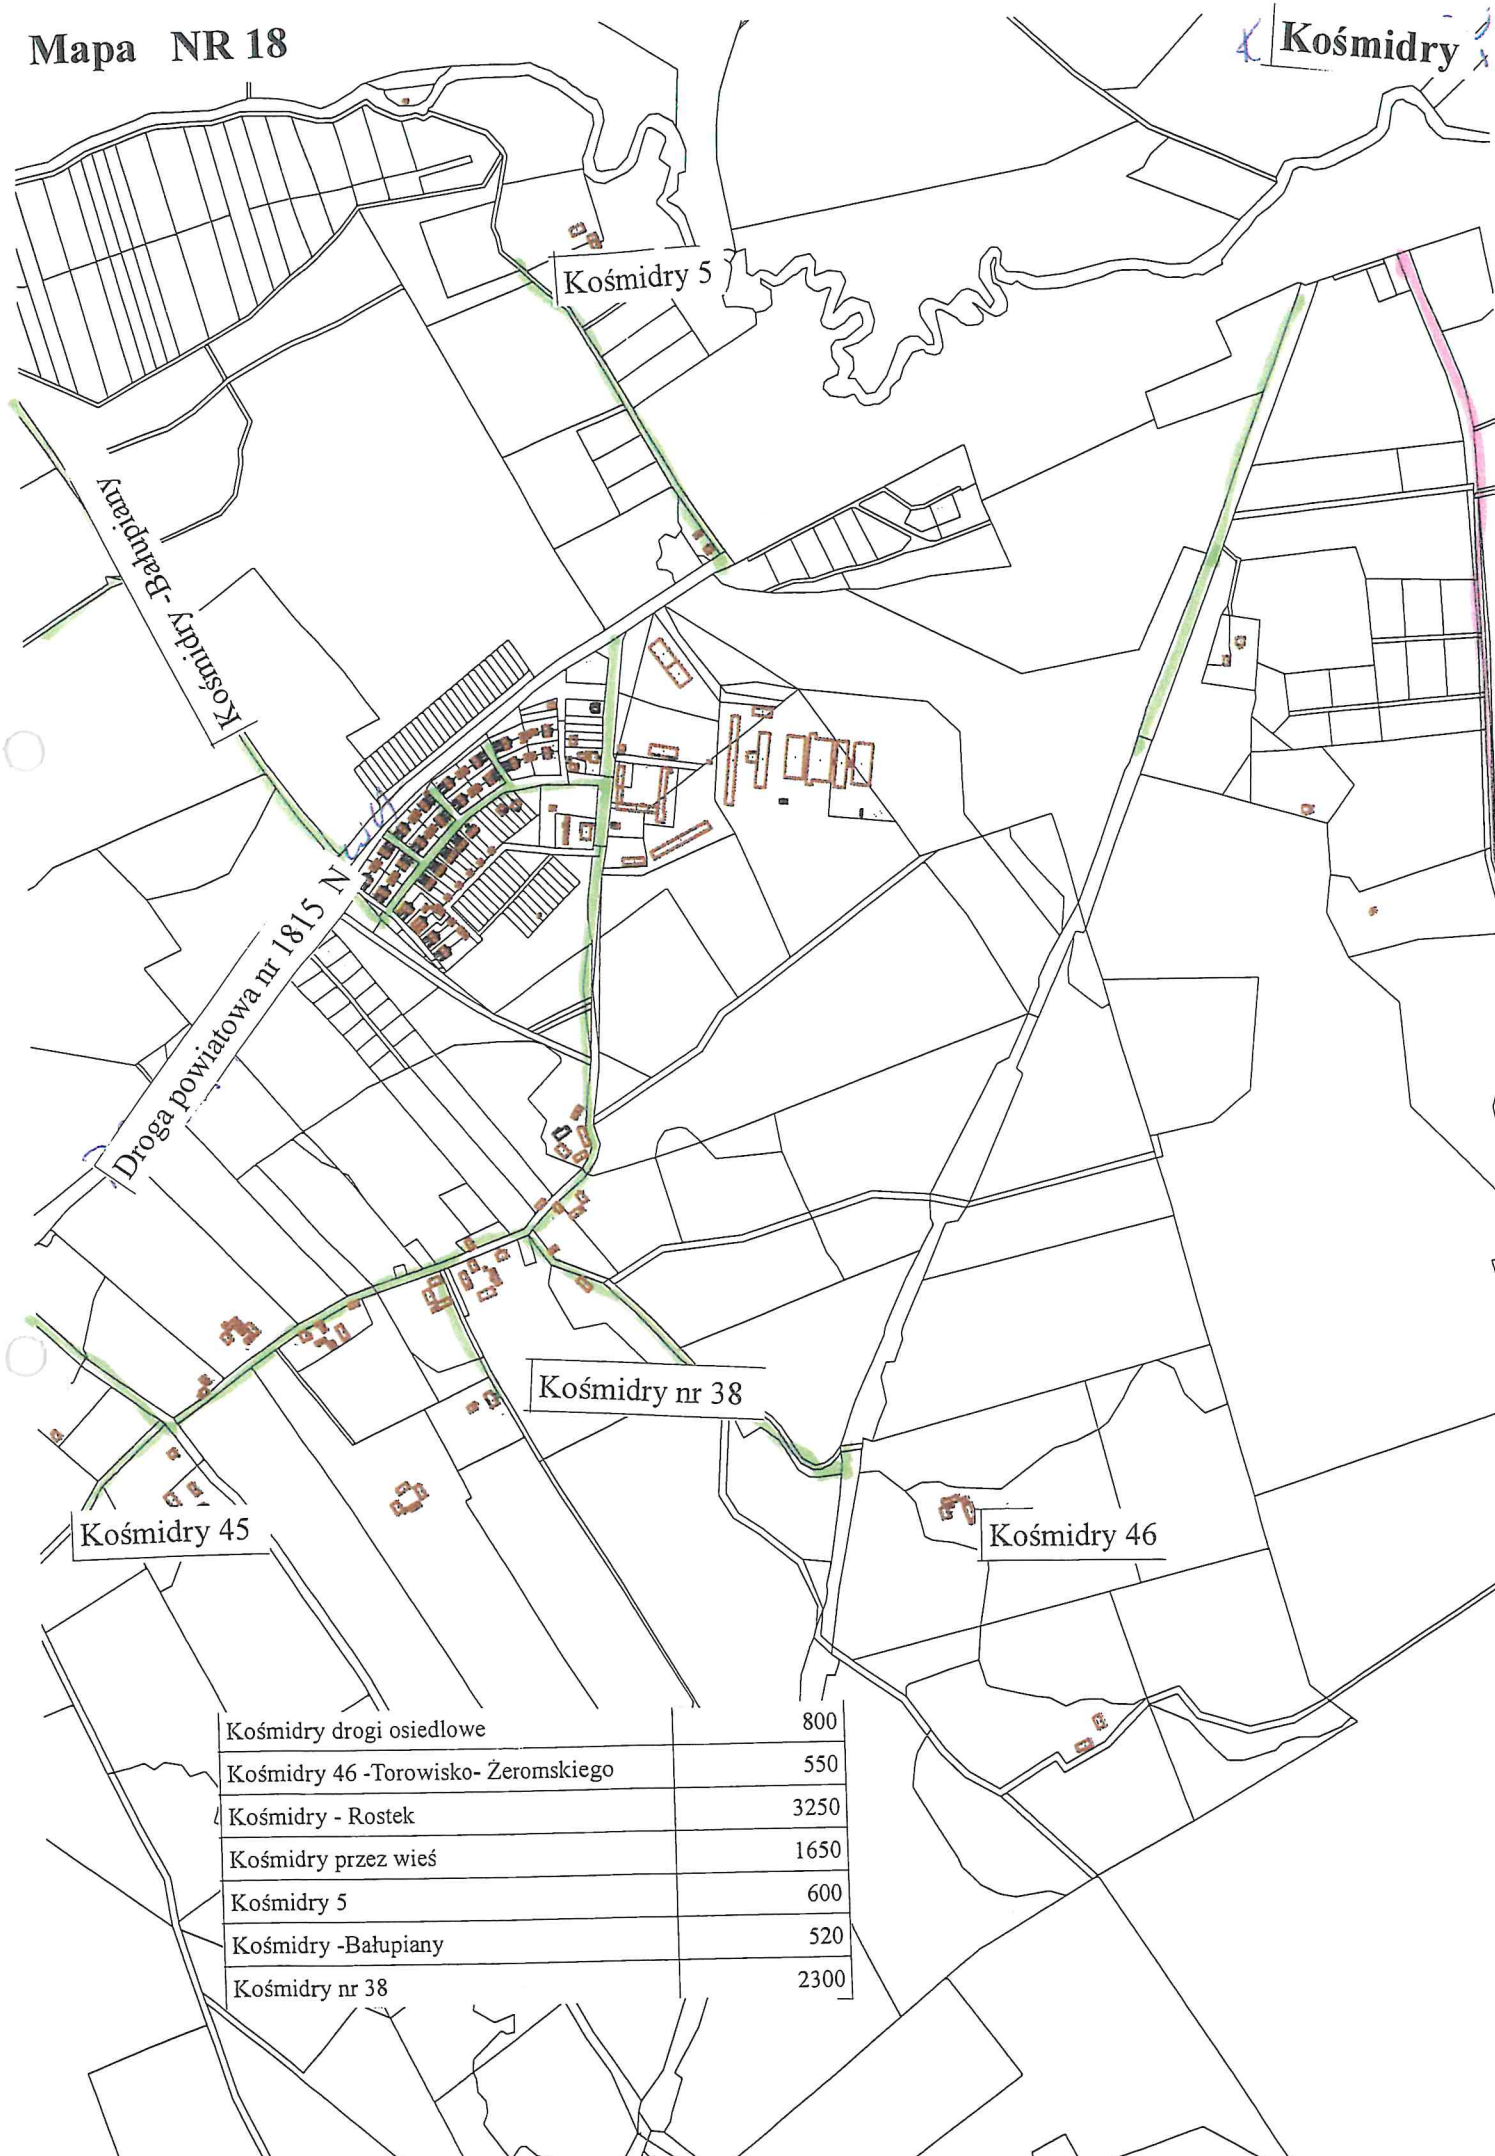 Mapa NR 18
Kośmidry
Kośmidry 5
Kośmidry -Bałupiany
Droga powiatowa nr 1815 N
Kośmidry nr 38
Kośmidry 45
Kośmidry 46
Kośmidry drogi osiedlowe 800
Kośmidry 46 -Torowisko- Żeromskiego 550
Kośmidry - Rostek 3250
Kośmidry przez wieś 1650
Kośmidry 5 600
Kośmidry -Bałupiany 520
Kośmidry nr 38 2300